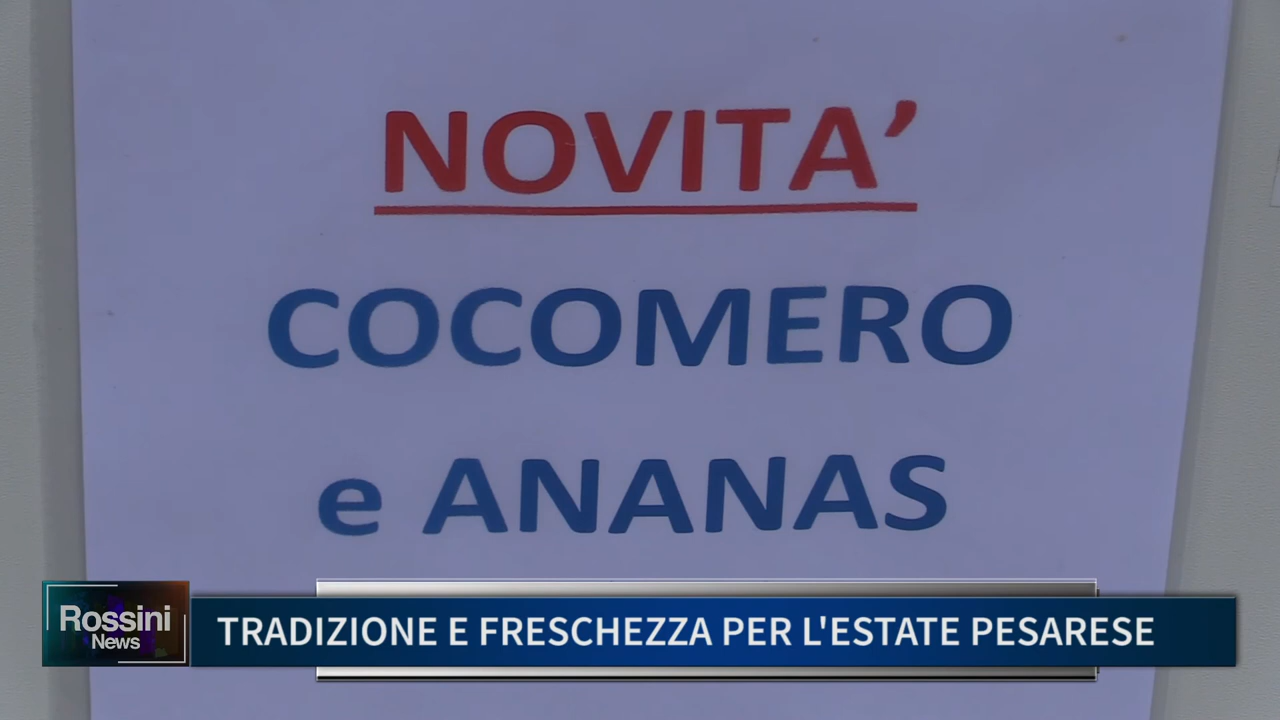 NOVITA’
COCOMERO
e ANANAS
Rossini
News
TRADIZIONE E FRESCHEZZA PER L'ESTATE PESARESE